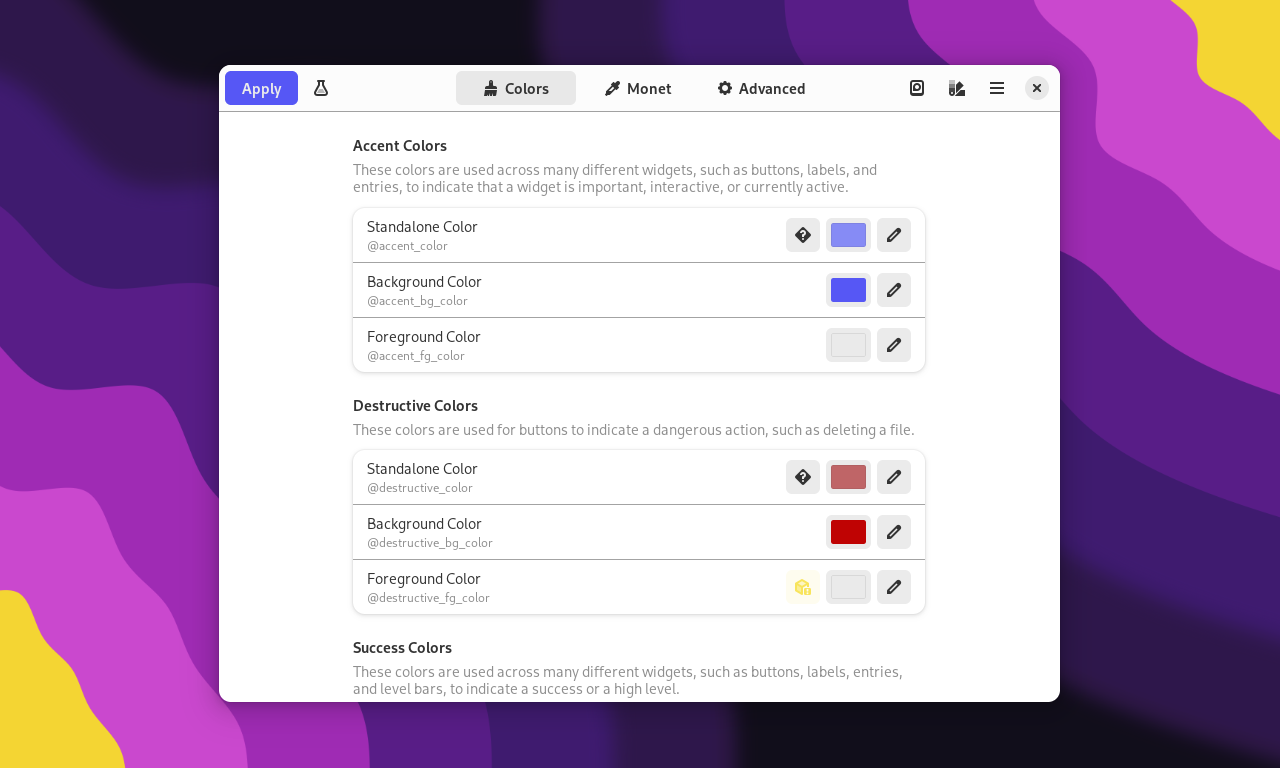 Apply
Colors
Monet
Advanced
Accent Colors
These colors are used across many different widgets, such as buttons, labels, and
entries, to indicate that a widget is important, interactive, or currently active.
Standalone Color
@accent_color
Background Color
@accent_bg_color
Foreground Color
@accent_fg_color
Destructive Colors
These colors are used for buttons to indicate a dangerous action, such as deleting a file.
Standalone Color
@destructive_color
Background Color
@destructive_bg_color
Foreground Color
@destructive_fg_color
Success Colors
These colors are used across many different widgets, such as buttons, labels, entries,
and level bars, to indicate a success or a high level.